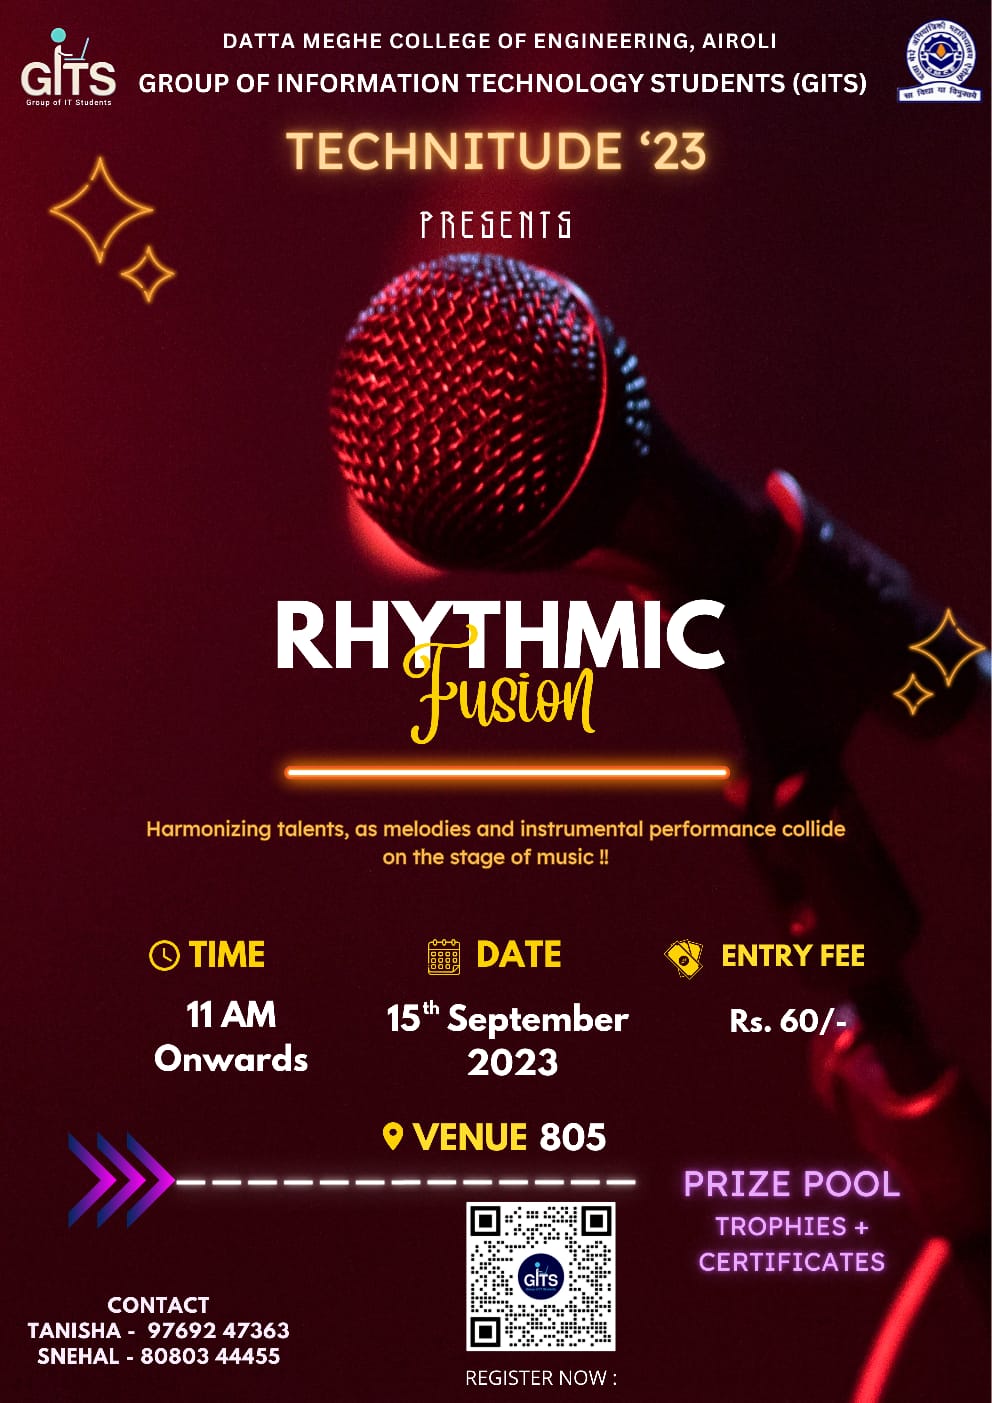 GITS
Group of IT Students
DATTA MEGHE COLLEGE OF ENGINEERING, AIROLI
GROUP OF INFORMATION TECHNOLOGY STUDENTS (GITS)
TECHNITUDE ‘23
PRESENTS
RHYTHMIC
Fusion
Harmonizing talents, as melodies and instrumental performance collide
on the stage of music !!
TIME
11 AM
Onwards
DATE
15th September
2023
ENTRY FEE
Rs. 60/-
VENUE 805
PRIZE POOL
TROPHIES +
CERTIFICATES
GITS
CONTACT
TANISHA - 97692 47363
SNEHAL - 80803 44455
REGISTER NOW :